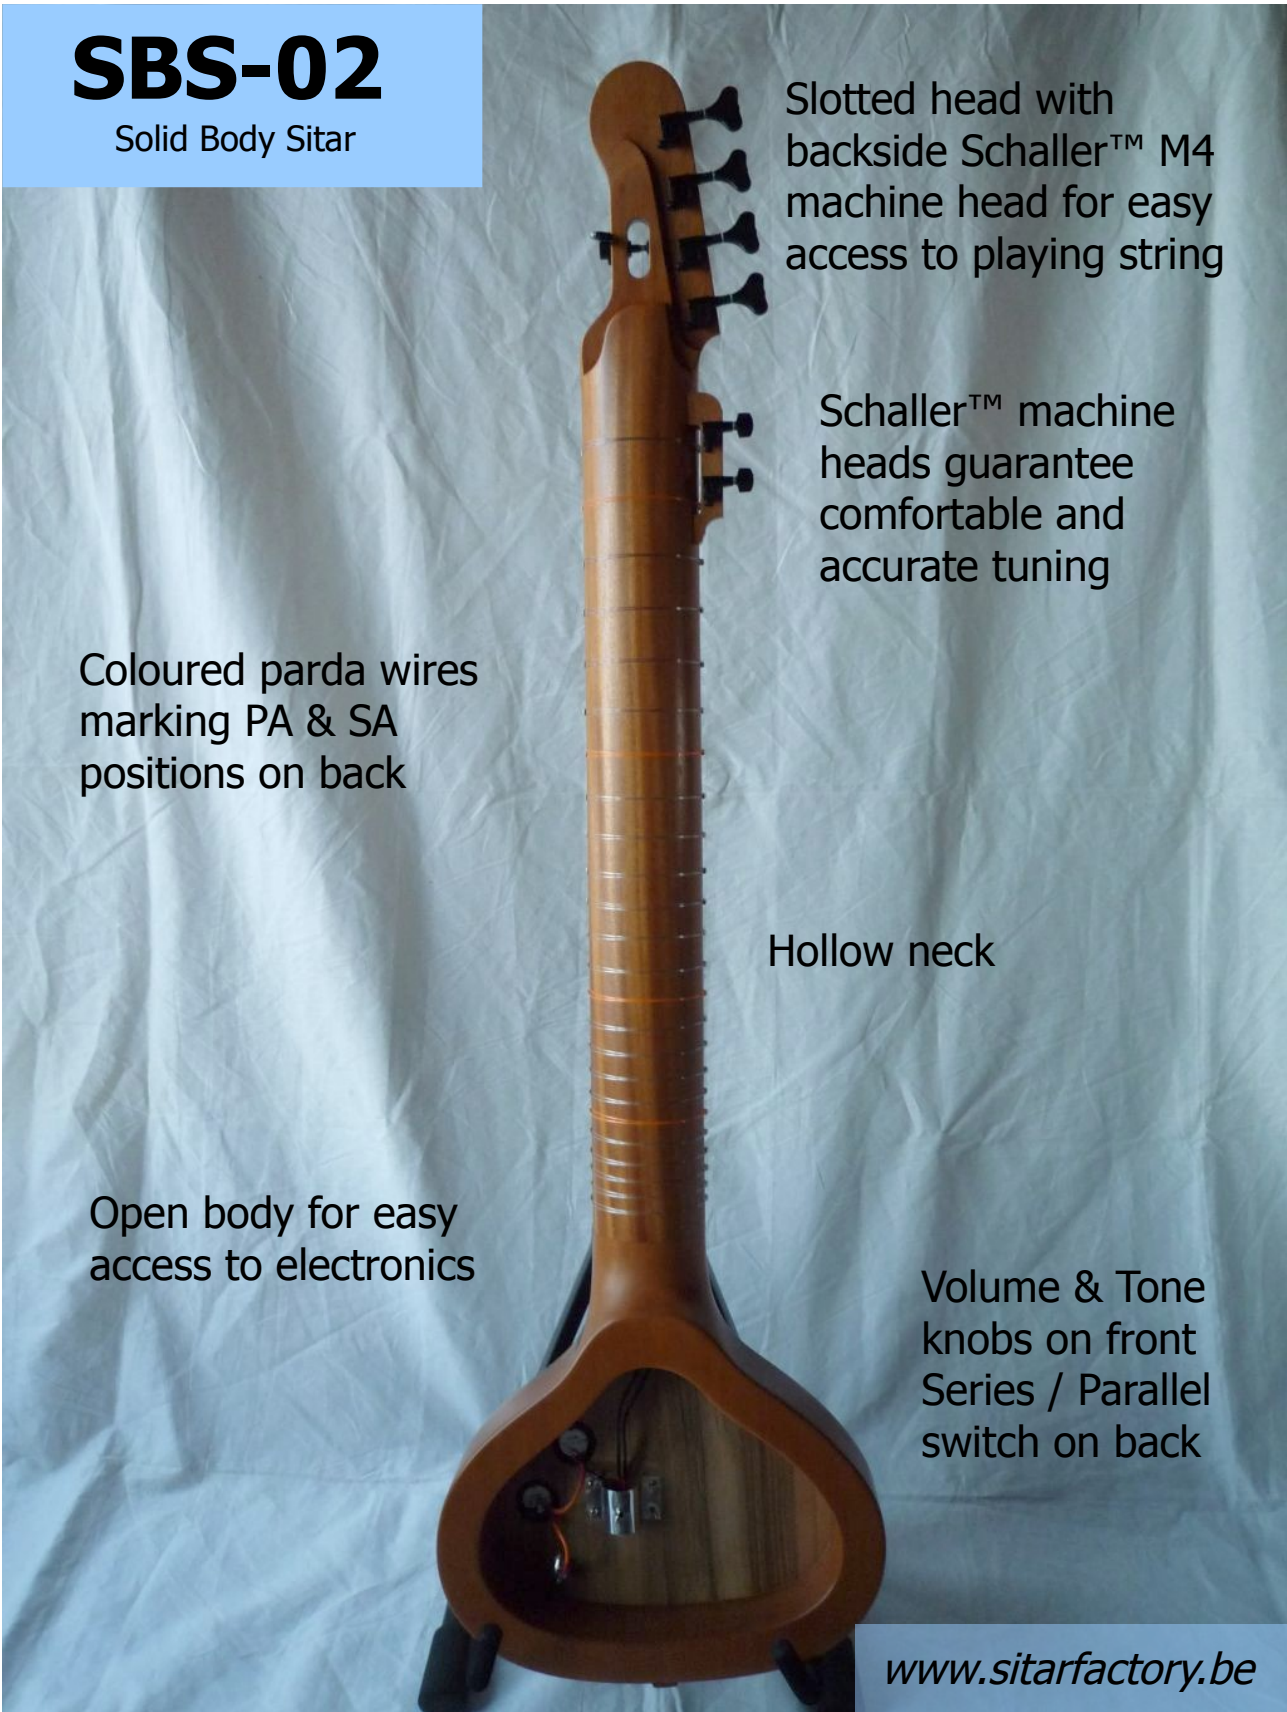 SBS-02
Solid Body Sitar
Slotted head with
backside Schaller™ M4
machine head for easy
access to playing string
Schaller™ machine
heads guarantee
comfortable and
accurate tuning
Coloured parda wires
marking PA & SA
positions on back
Hollow neck
Open body for easy
access to electronics
Volume & Tone
knobs on front
Series / Parallel
switch on back
www.sitarfactory.be